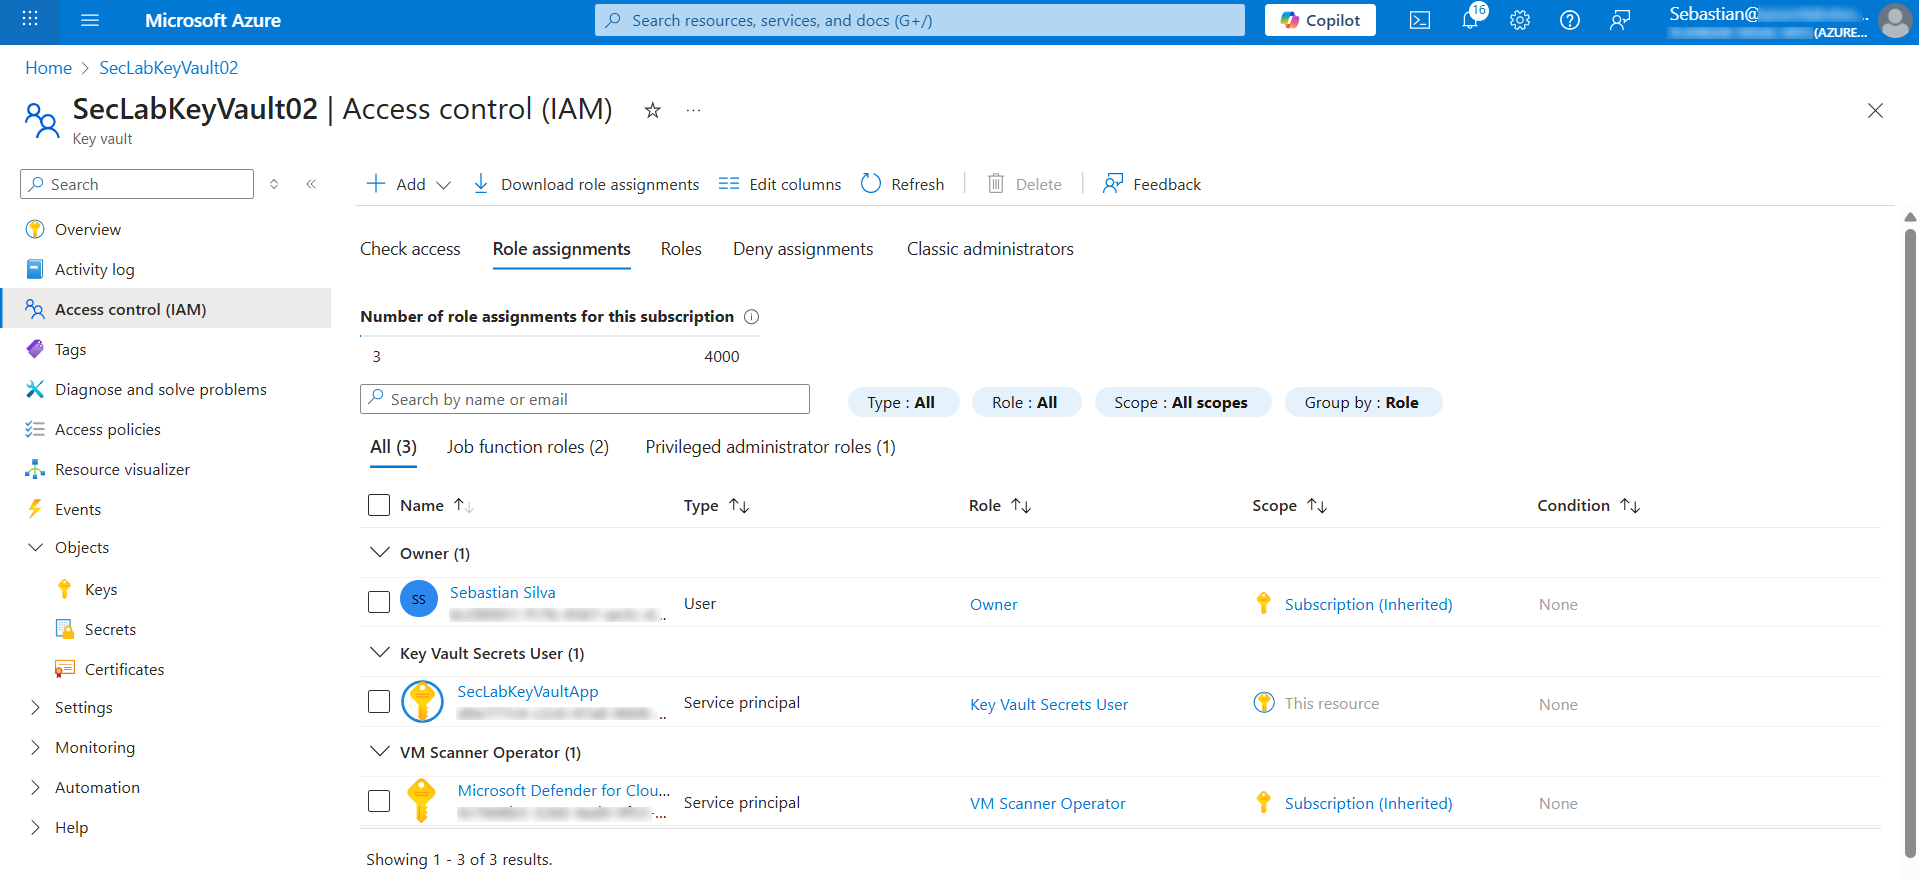 Microsoft Azure
Search resources, services, and docs (G+/)
Copilot
16
Sebastian@
(AZURE...
Home > SecLabKeyVault02
SecLabKeyVault02 | Access control (IAM)
Key vault
Search
Add
Download role assignments
Edit columns
Refresh
Delete
Feedback
Overview
Activity log
Access control (IAM)
Tags
Diagnose and solve problems
Access policies
Resource visualizer
Events
Objects
Keys
Secrets
Certificates
Settings
Monitoring
Automation
Help
Check access
Role assignments
Roles
Deny assignments
Classic administrators
Number of role assignments for this subscription
3
4000
Search by name or email
Type : All
Role : All
Scope : All scopes
Group by : Role
All (3)
Job function roles (2)
Privileged administrator roles (1)
Name
Type
Role
Scope
Condition
Owner (1)
SS
Sebastian Silva
User
Owner
Subscription (Inherited)
None
Key Vault Secrets User (1)
SecLabKeyVaultApp
Service principal
Key Vault Secrets User
This resource
None
VM Scanner Operator (1)
Microsoft Defender for Clou...
Service principal
VM Scanner Operator
Subscription (Inherited)
None
Showing 1 - 3 of 3 results.